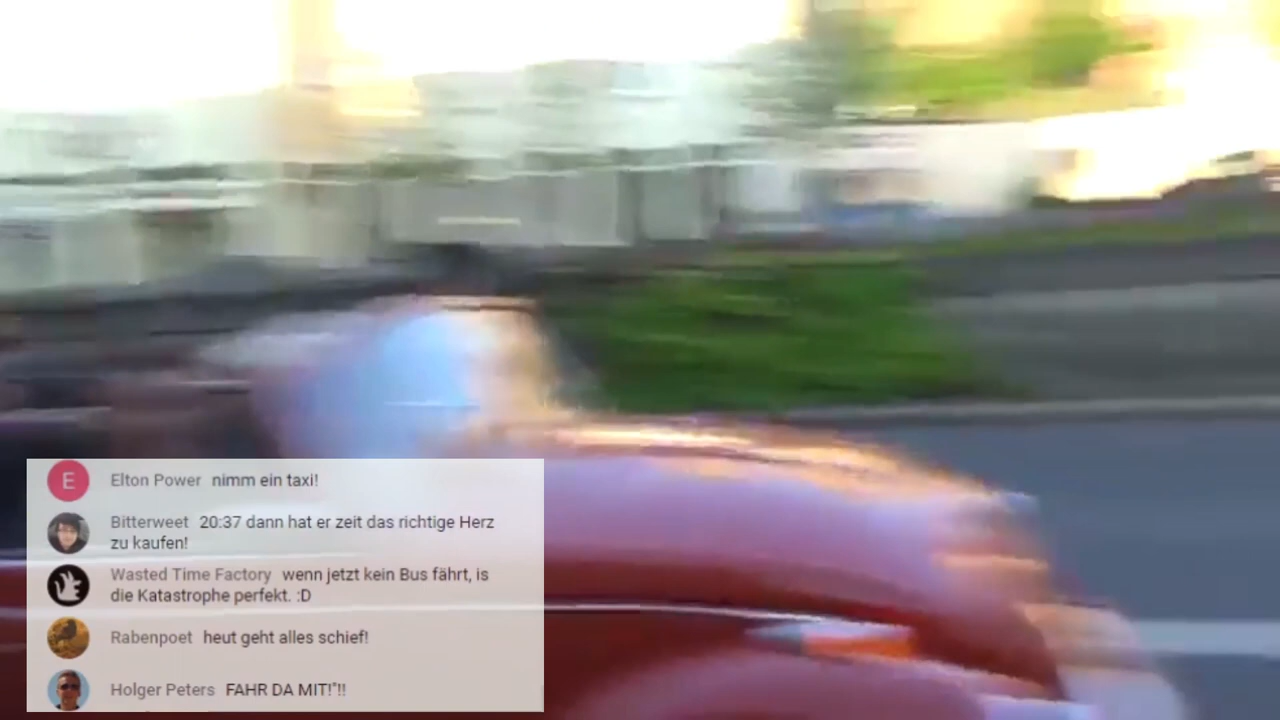 E Elton Power nimm ein taxi!
Bitterweet 20:37 dann hat er zeit das richtige Herz
zu kaufen!
Wasted Time Factory wenn jetzt kein Bus fährt, is
die Katastrophe perfekt. :D
Rabenpoet heut geht alles schief!
Holger Peters FAHR DA MIT!"!!